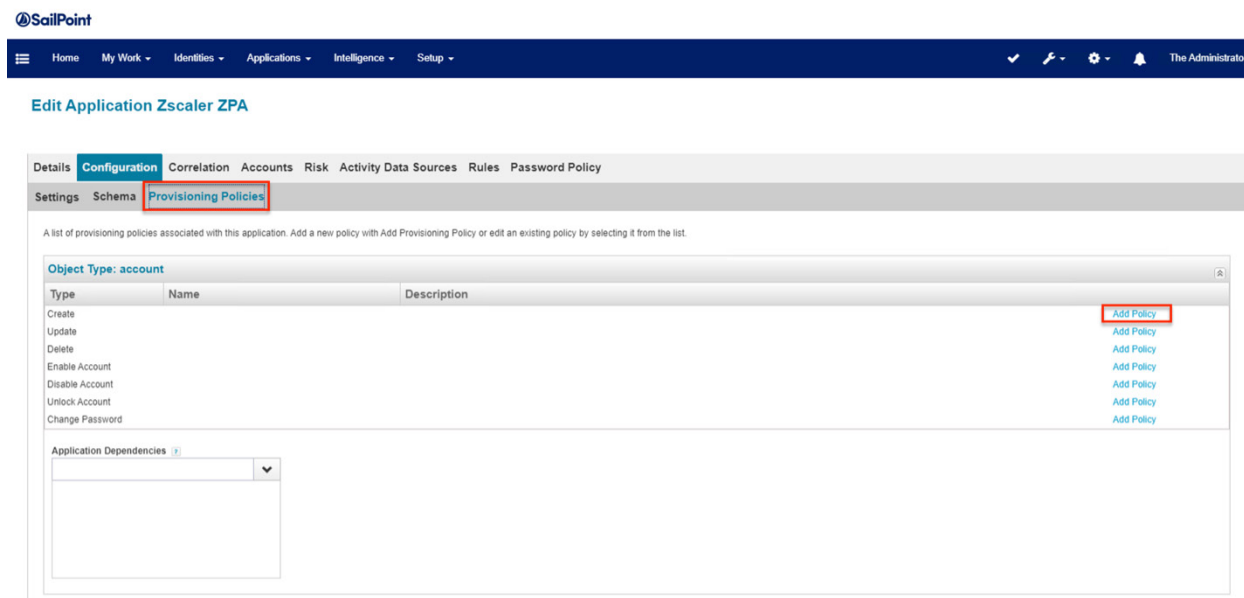 SailPoint
Home My Work Identities Applications Intelligence Setup The Administrato
Edit Application Zscaler ZPA
Details Configuration Correlation Accounts Risk Activity Data Sources Rules Password Policy
Settings Schema Provisioning Policies
A list of provisioning policies associated with this application. Add a new policy with Add Provisioning Policy or edit an existing policy by selecting it from the list.
Object Type: account
Type Name Description
Create Add Policy
Update Add Policy
Delete Add Policy
Enable Account Add Policy
Disable Account Add Policy
Unlock Account Add Policy
Change Password Add Policy
Application Dependencies